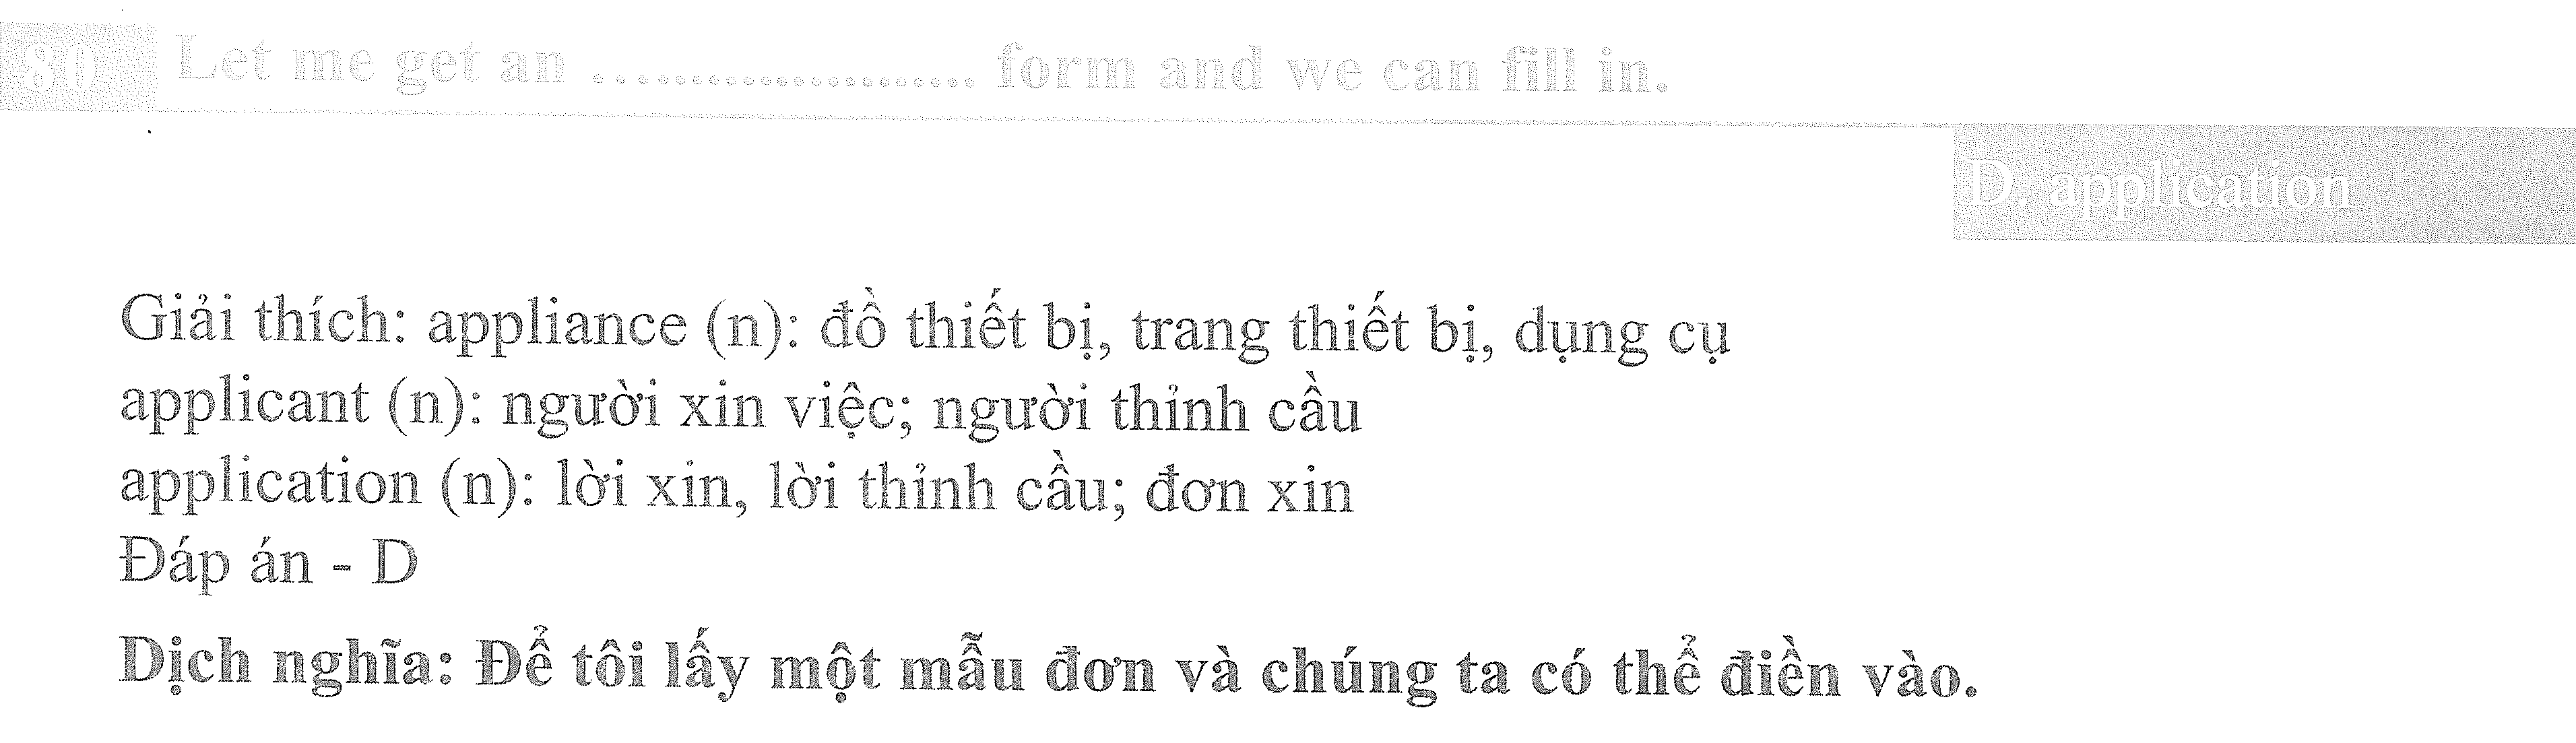 80 Let me get an ........................ form and we can fill in.
D. application
Giải thích: appliance (n): đồ thiết bị, trang thiết bị, dụng cụ
applicant (n): người xin việc; người thỉnh cầu
application (n): lời xin, lời thỉnh cầu; đơn xin
Đáp án - D
Dịch nghĩa: Để tôi lấy một mẫu đơn và chúng ta có thể điền vào.